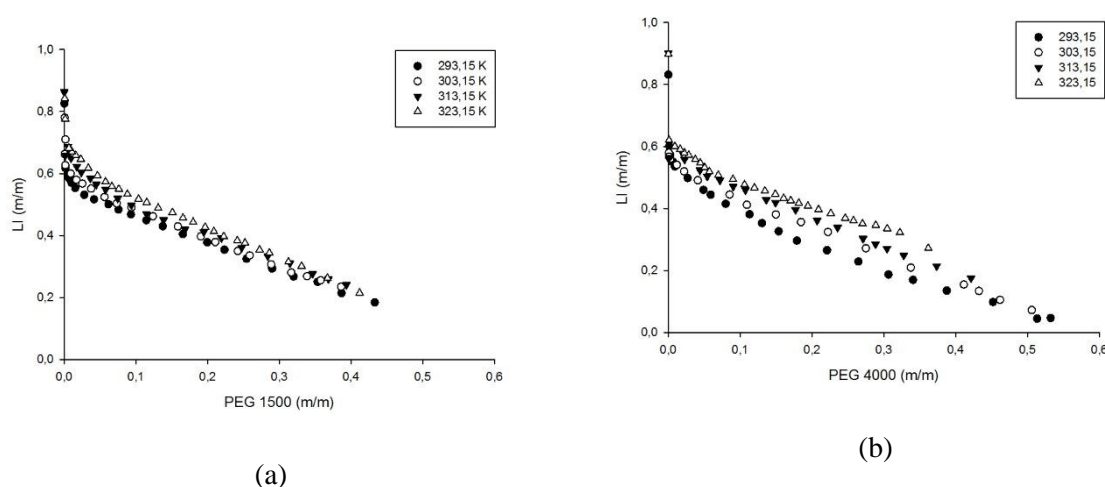 1,0
0,8
0,6
0,4
0,2
0,0
LI (m/m)
293,15 K
303,15 K
313,15 K
323,15 K
0,0 0,1 0,2 0,3 0,4 0,5 0,6
PEG 1500 (m/m)
(a)
1,0
0,8
0,6
0,4
0,2
0,0
LI (m/m)
293,15
303,15
313,15
323,15
0,0 0,1 0,2 0,3 0,4 0,5 0,6
PEG 4000 (m/m)
(b)